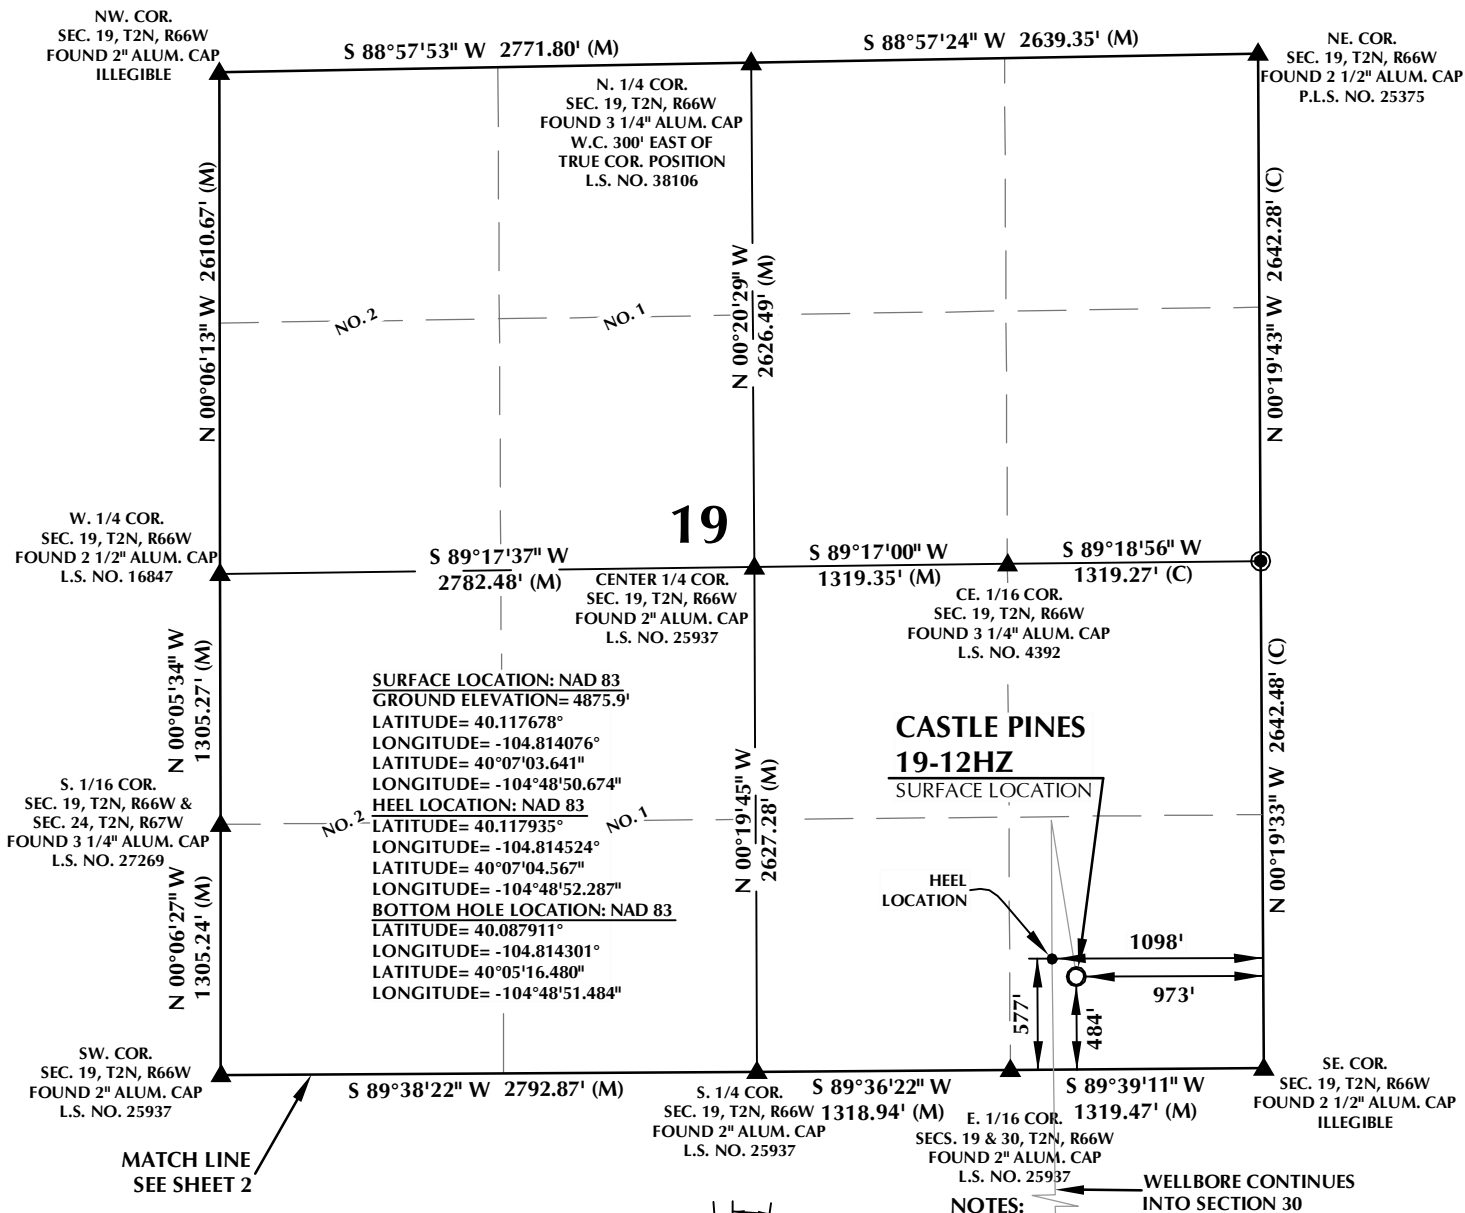 NW. COR.
SEC. 19, T2N, R66W
FOUND 2" ALUM. CAP
ILLEGIBLE
S 88°57'53" W 2771.80' (M)
S 88°57'24" W 2639.35' (M)
NE. COR.
SEC. 19, T2N, R66W
FOUND 2 1/2" ALUM. CAP
P.L.S. NO. 25375
N. 1/4 COR.
SEC. 19, T2N, R66W
FOUND 3 1/4" ALUM. CAP
W.C. 300' EAST OF
TRUE COR. POSITION
L.S. NO. 38106
N 00°06'13" W 2610.67' (M)
N 00°20'29" W
2626.49' (M)
N 00°19'43" W 2642.28' (C)
NO. 2
NO. 1
19
W. 1/4 COR.
SEC. 19, T2N, R66W
FOUND 2 1/2" ALUM. CAP
L.S. NO. 16847
S 89°17'37" W
2782.48' (M)
S 89°17'00" W
1319.35' (M)
S 89°18'56" W
1319.27' (C)
CENTER 1/4 COR.
SEC. 19, T2N, R66W
FOUND 2" ALUM. CAP
L.S. NO. 25937
CE. 1/16 COR.
SEC. 19, T2N, R66W
FOUND 3 1/4" ALUM. CAP
L.S. NO. 4392
N 00°05'34" W
1305.27' (M)
SURFACE LOCATION: NAD 83
GROUND ELEVATION= 4875.9'
LATITUDE= 40.117678°
LONGITUDE= -104.814076°
LATITUDE= 40°07'03.641"
LONGITUDE= -104°48'50.674"
HEEL LOCATION: NAD 83
LATITUDE= 40.117935°
LONGITUDE= -104.814524°
LATITUDE= 40°07'04.567"
LONGITUDE= -104°48'52.287"
BOTTOM HOLE LOCATION: NAD 83
LATITUDE= 40.087911°
LONGITUDE= -104.814301°
LATITUDE= 40°05'16.480"
LONGITUDE= -104°48'51.484"
N 00°19'45" W
2627.28' (M)
CASTLE PINES
19-12HZ
SURFACE LOCATION
N 00°19'33" W 2642.48' (C)
S. 1/16 COR.
SEC. 19, T2N, R66W &
SEC. 24, T2N, R67W
FOUND 3 1/4" ALUM. CAP
L.S. NO. 27269
NO. 2
NO. 1
HEEL
LOCATION
N 00°06'27" W
1305.24' (M)
1098'
973'
577'
484'
SW. COR.
SEC. 19, T2N, R66W
FOUND 2" ALUM. CAP
L.S. NO. 25937
S 89°38'22" W 2792.87' (M)
S. 1/4 COR.
SEC. 19, T2N, R66W
FOUND 2" ALUM. CAP
L.S. NO. 25937
S 89°36'22" W
1318.94' (M)
S 89°39'11" W
1319.47' (M)
E. 1/16 COR.
SECS. 19 & 30, T2N, R66W
FOUND 2" ALUM. CAP
L.S. NO. 25937
SE. COR.
SEC. 19, T2N, R66W
FOUND 2 1/2" ALUM. CAP
ILLEGIBLE
MATCH LINE
SEE SHEET 2
WELLBORE CONTINUES
INTO SECTION 30
NOTES: